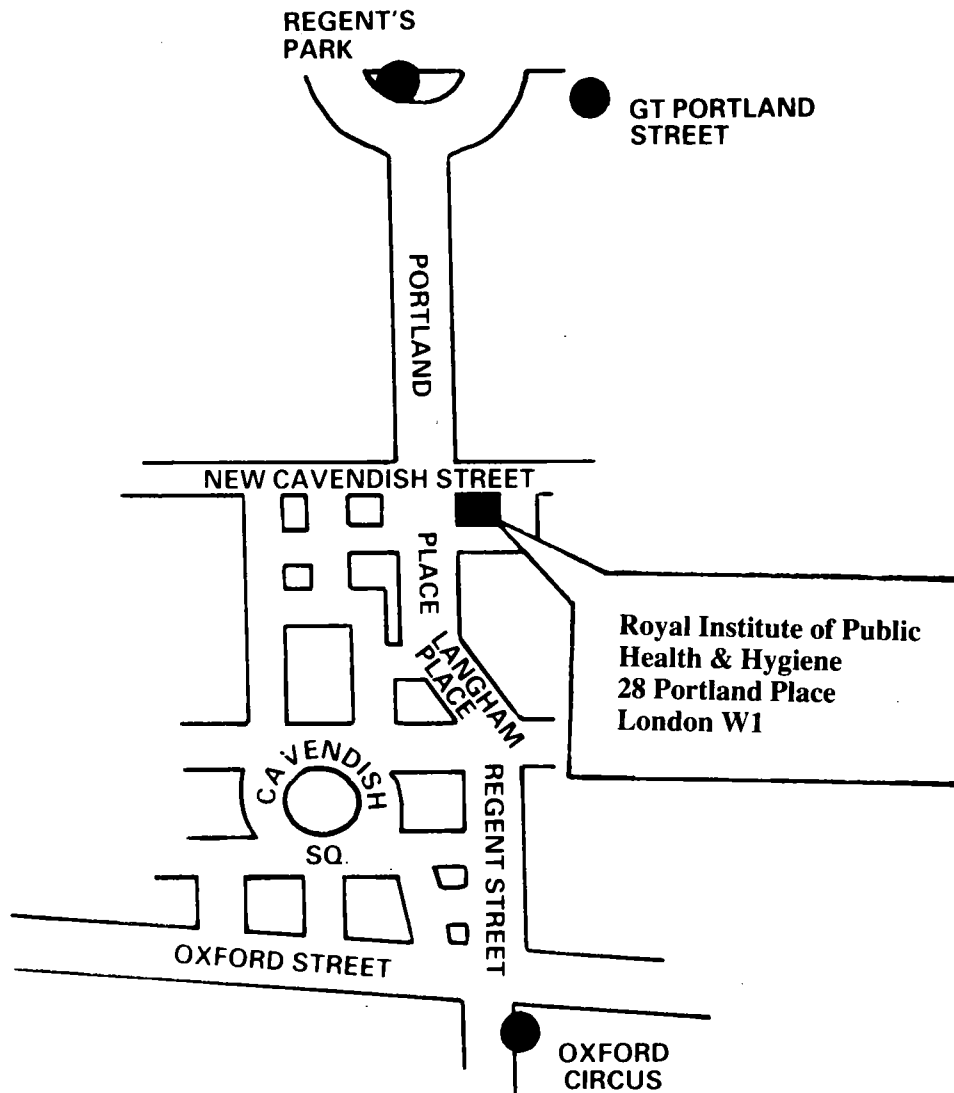 REGENT'S
PARK
GT PORTLAND
STREET
PORTLAND
NEW CAVENDISH STREET
PLACE
LANGHAM
PLACE
Royal Institute of Public
Health & Hygiene
28 Portland Place
London W1
CAVENDISH
SQ.
REGENT STREET
OXFORD STREET
OXFORD
CIRCUS